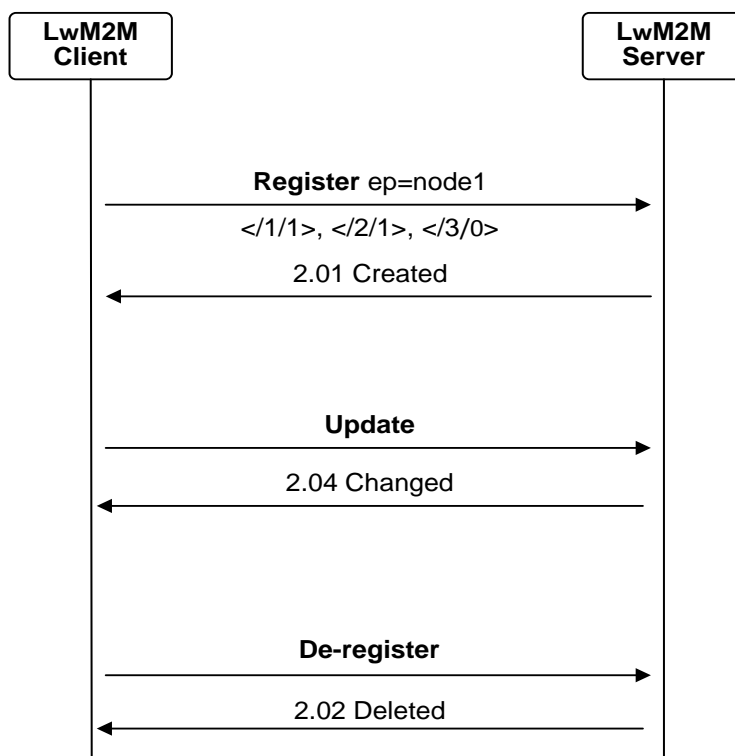 LwM2M
Client
LwM2M
Server
Register ep=node1
</1/1>, </2/1>, </3/0>
2.01 Created
Update
2.04 Changed
De-register
2.02 Deleted